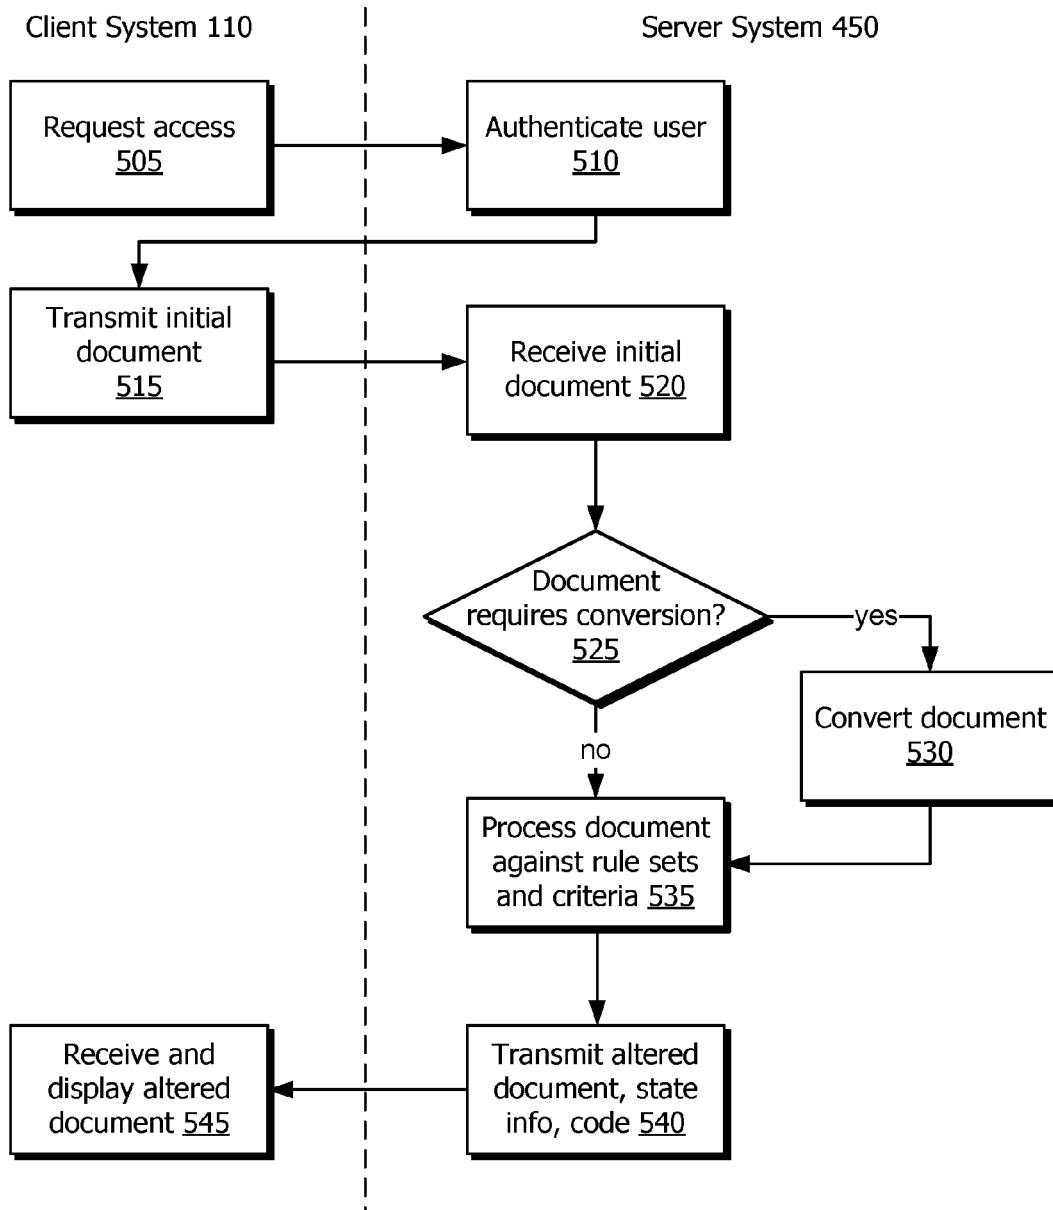 Client System 110
Server System 450
Request access
505
Authenticate user
510
Transmit initial
document
515
Receive initial
document 520
Document
requires conversion?
525
yes
Convert document
530
no
Process document
against rule sets
and criteria 535
Receive and
display altered
document 545
Transmit altered
document, state
info, code 540